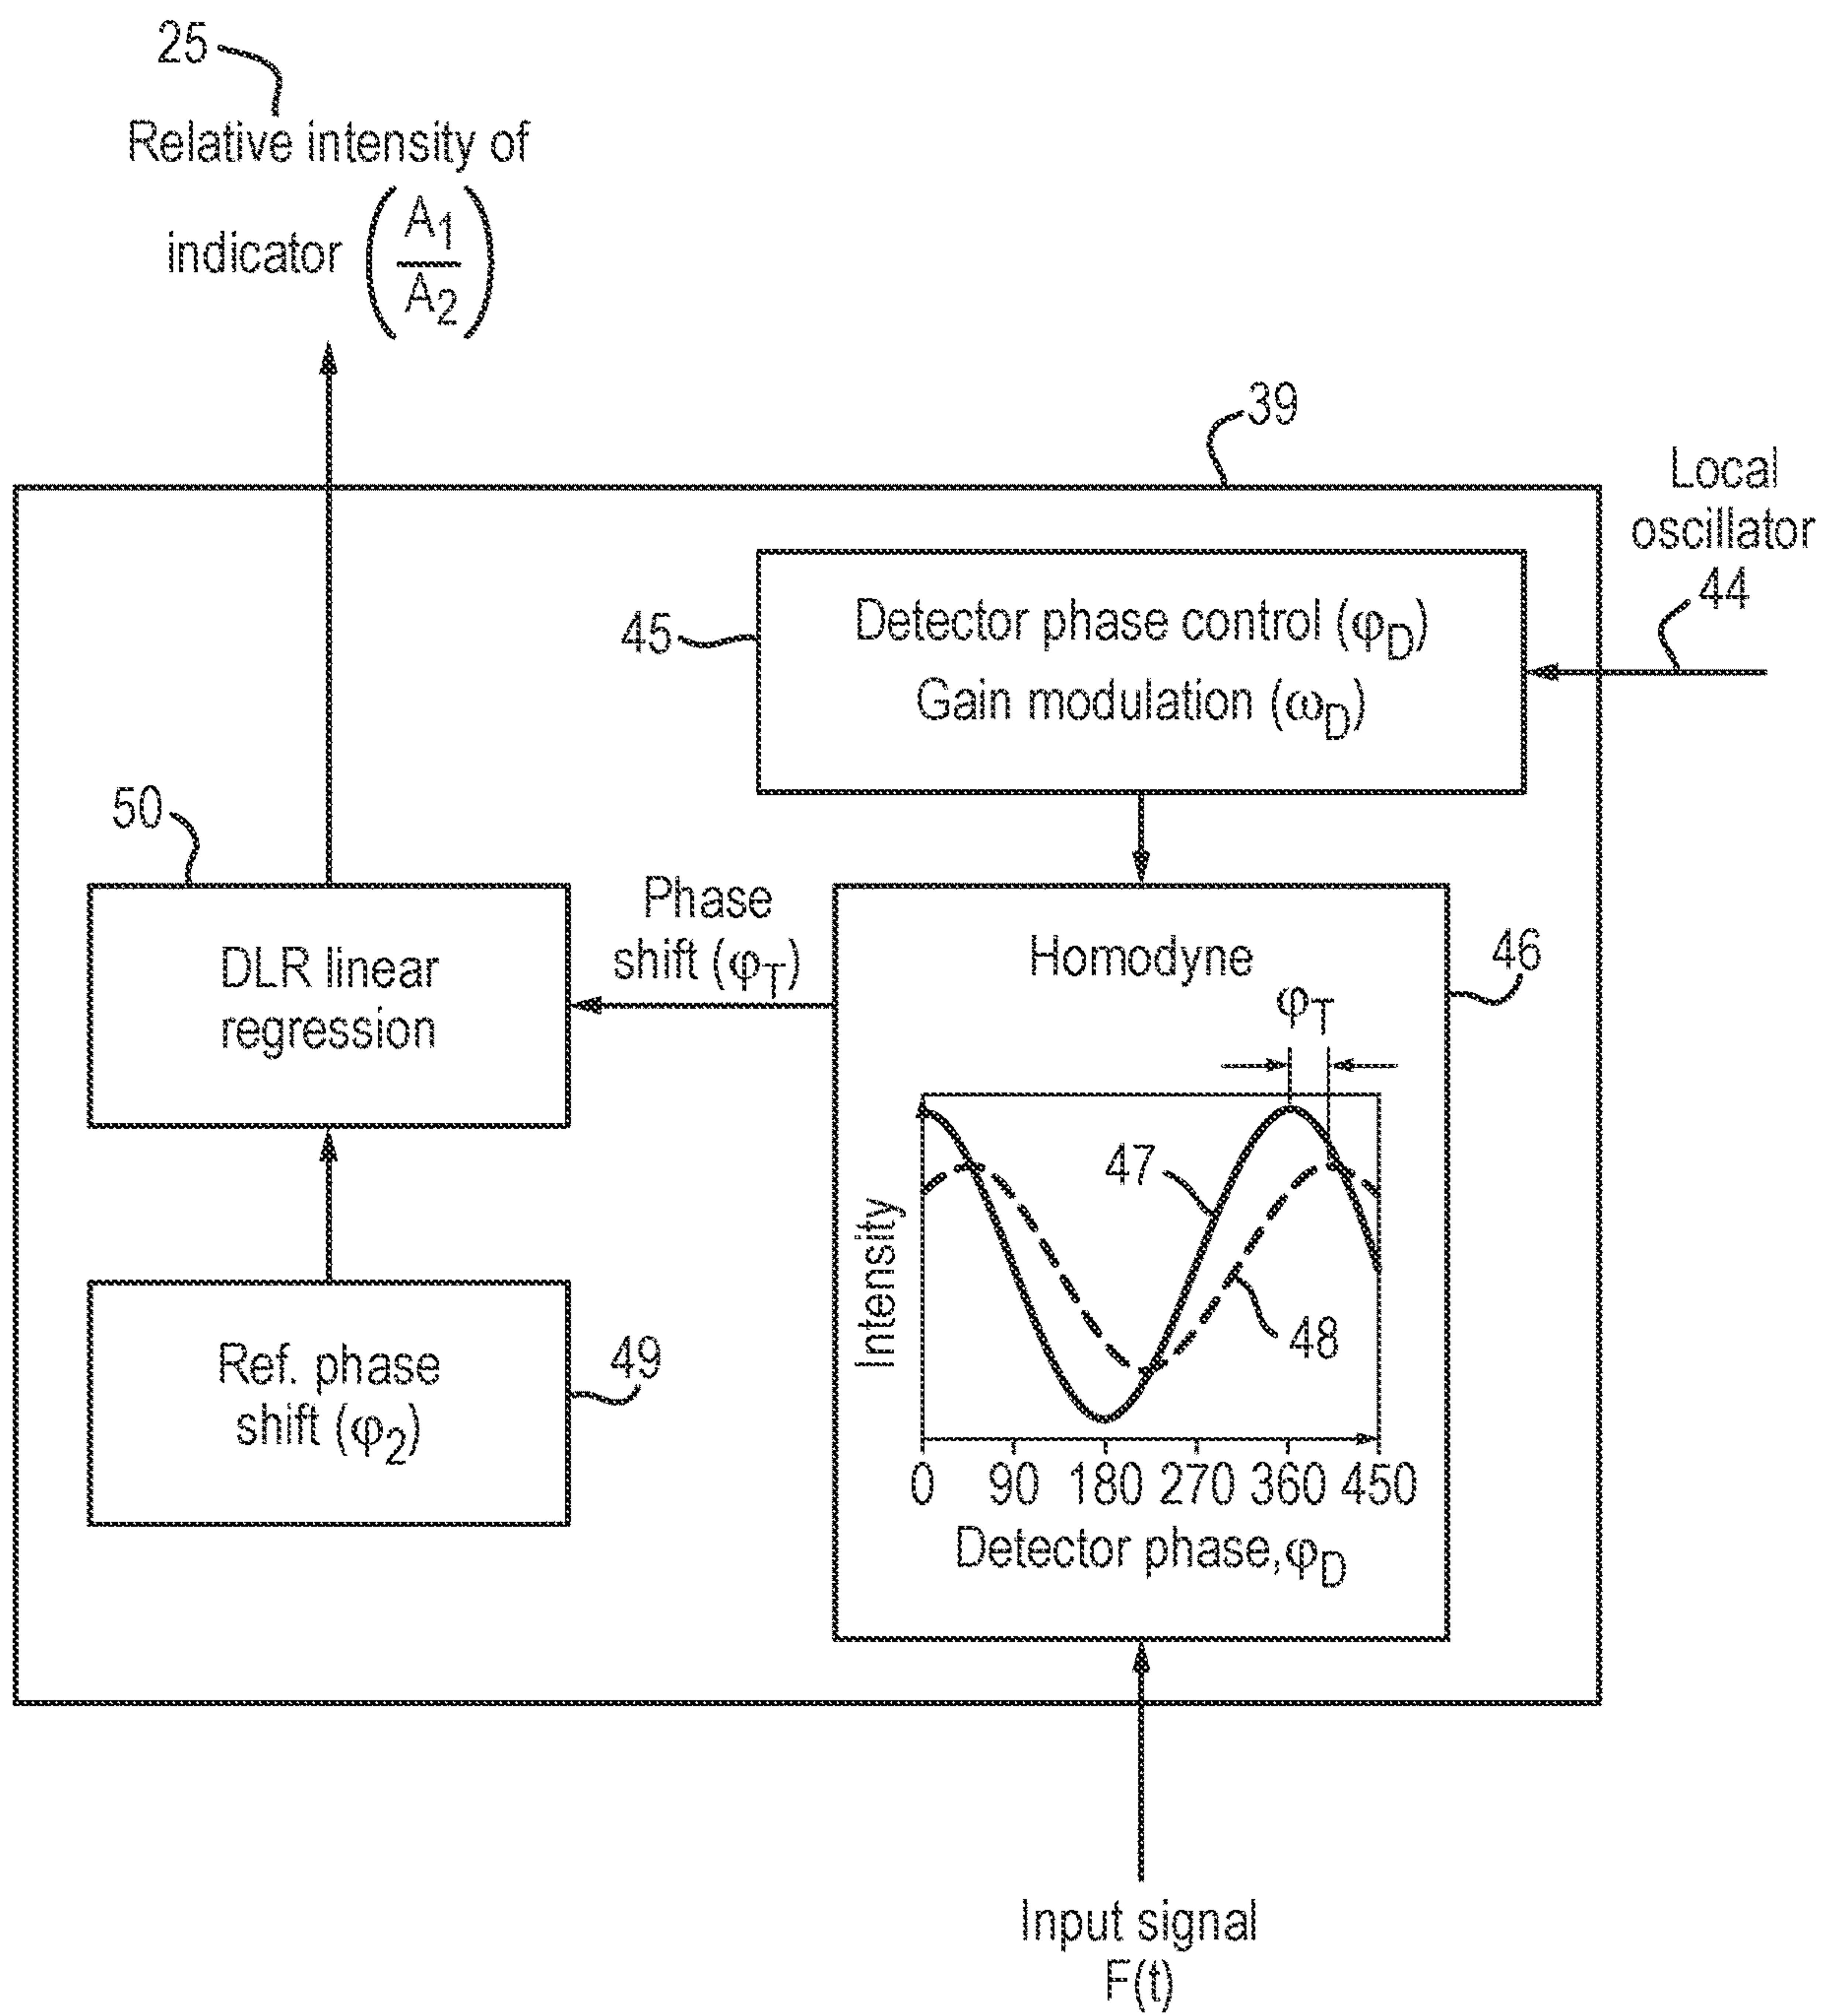 25
Relative intensity of
indicator (A1/A2)
39
Local
oscillator
44
45
Detector phase control (φD)
Gain modulation (ωD)
50
DLR linear
regression
Phase
shift (φT)
Homodyne
46
φT
47
48
Intensity
0 90 180 270 360 450
Detector phase, φD
Ref. phase
shift (φ2)
49
Input signal
F(t)